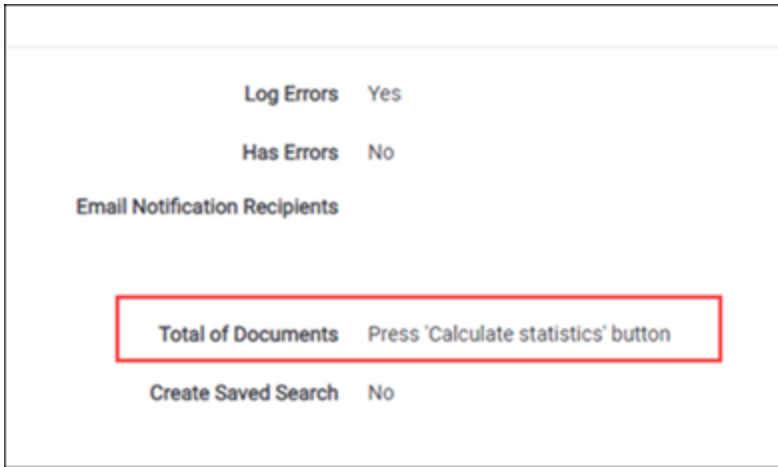 Log Errors Yes
Has Errors No
Email Notification Recipients
Total of Documents Press 'Calculate statistics' button
Create Saved Search No